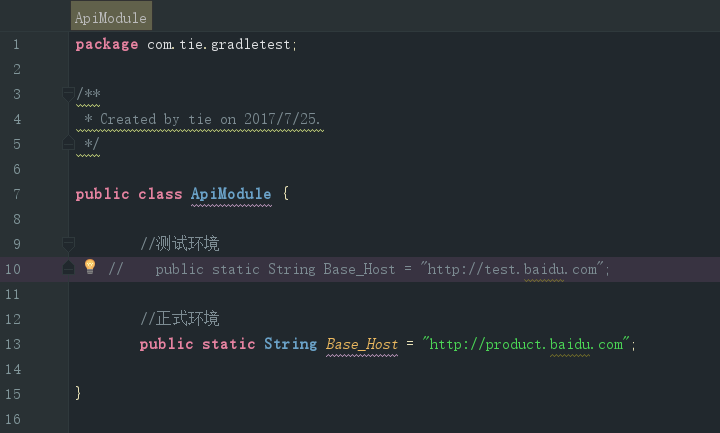 ApiModule
1 package com.tie.gradletest;
2
3 /**
4 * Created by tie on 2017/7/25.
5 */
6
7 public class ApiModule {
8
9 //测试环境
10 // public static String Base_Host = "http://test.baidu.com";
11
12 //正式环境
13 public static String Base_Host = "http://product.baidu.com";
14
15 }
16